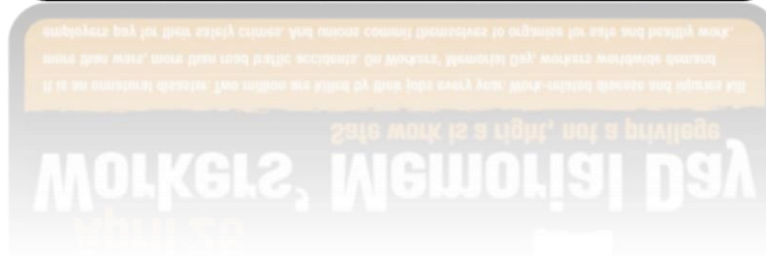 April 28
Workers' Memorial Day
Safe work is a right, not a privilege
It is an unnatural disaster. Two million are killed by their jobs every year. Work-related disease and injuries kill
more than wars, more than road traffic accidents. On Workers' Memorial Day, workers worldwide demand
employers pay for their safety crimes. And unions commit themselves to organise for safe and healthy work.